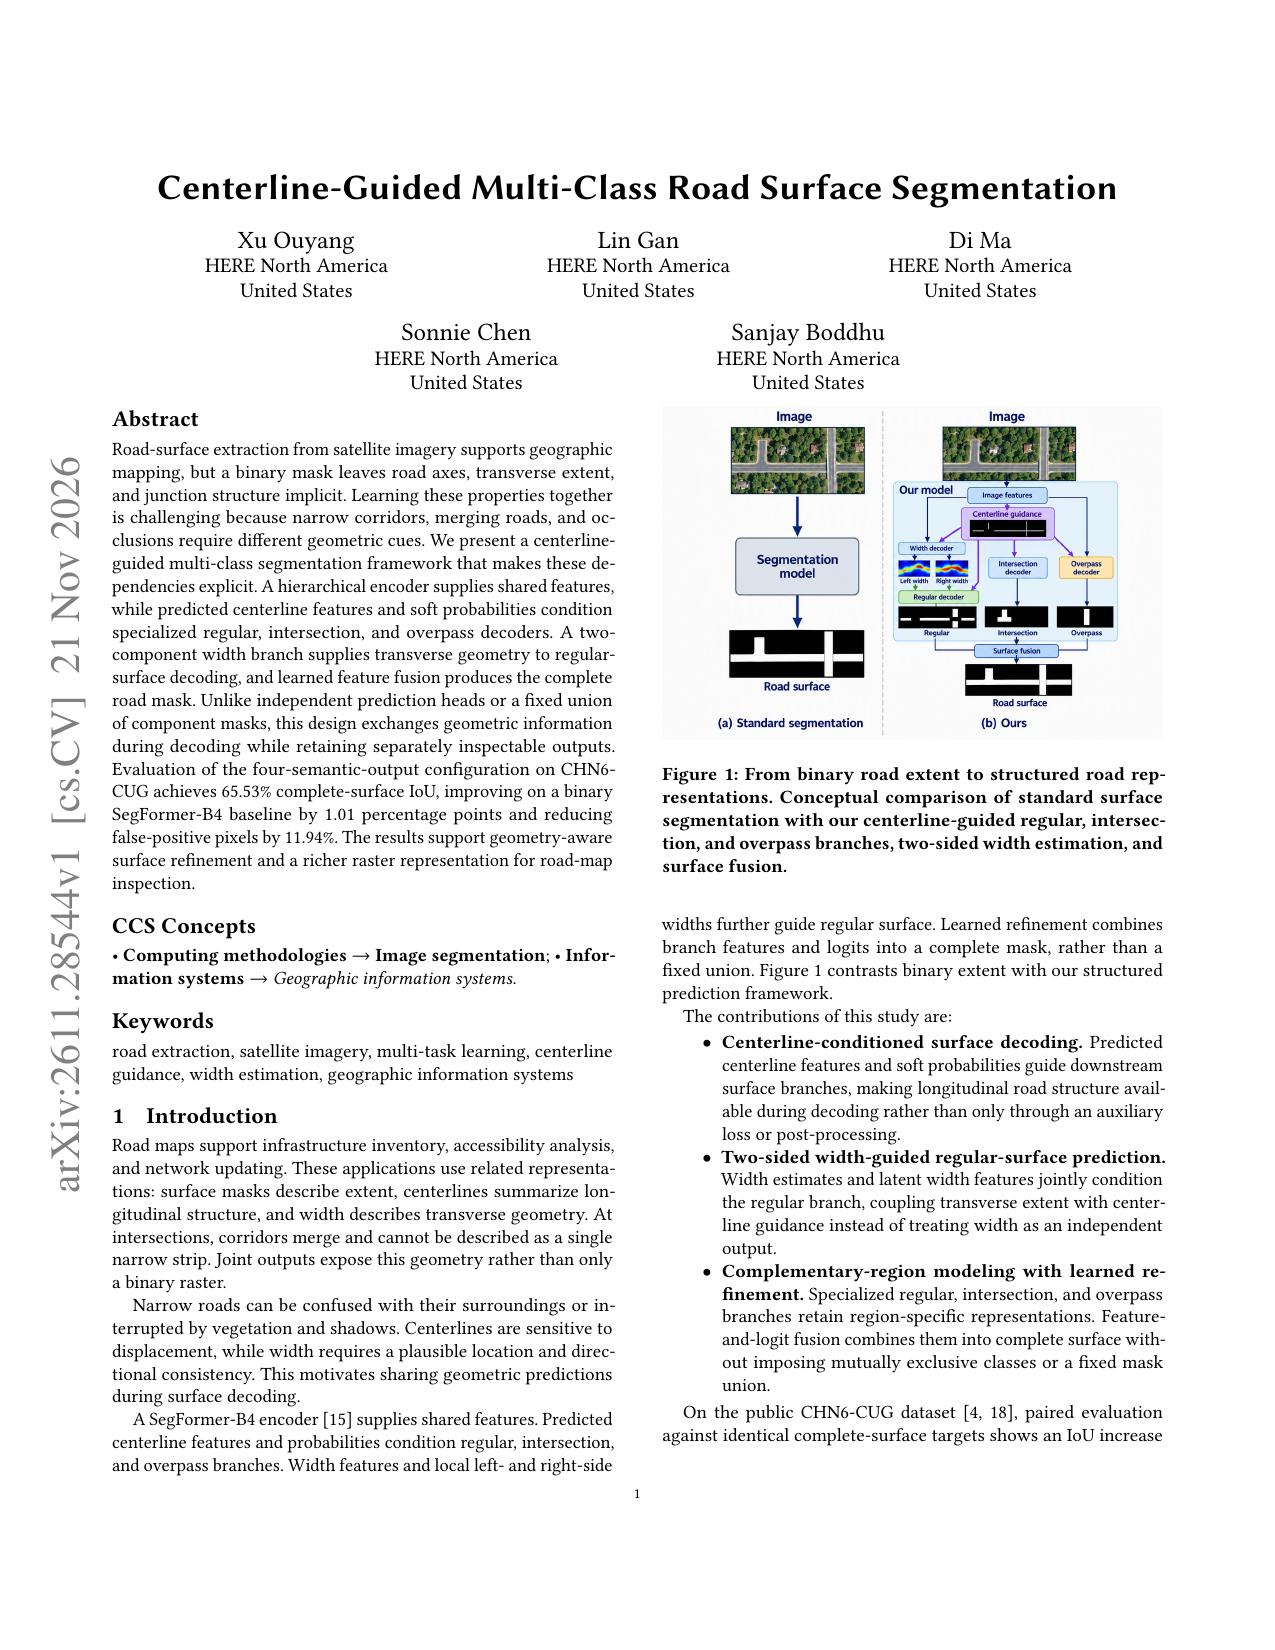 Centerline-Guided Multi-Class Road Surface Segmentation
Xu Ouyang
HERE North America
United States
Lin Gan
HERE North America
United States
Di Ma
HERE North America
United States
Sonnie Chen
HERE North America
United States
Sanjay Boddhu
HERE North America
United States
arXiv:2611.28544v1 [cs.CV] 21 Nov 2026
Abstract
Road-surface extraction from satellite imagery supports geographic
mapping, but a binary mask leaves road axes, transverse extent,
and junction structure implicit. Learning these properties together
is challenging because narrow corridors, merging roads, and oc-
clusions require different geometric cues. We present a centerline-
guided multi-class segmentation framework that makes these de-
pendencies explicit. A hierarchical encoder supplies shared features,
while predicted centerline features and soft probabilities condition
specialized regular, intersection, and overpass decoders. A two-
component width branch supplies transverse geometry to regular-
surface decoding, and learned feature fusion produces the complete
road mask. Unlike independent prediction heads or a fixed union
of component masks, this design exchanges geometric information
during decoding while retaining separately inspectable outputs.
Evaluation of the four-semantic-output configuration on CHN6-
CUG achieves 65.53% complete-surface IoU, improving on a binary
SegFormer-B4 baseline by 1.01 percentage points and reducing
false-positive pixels by 11.94%. The results support geometry-aware
surface refinement and a richer raster representation for road-map
inspection.
CCS Concepts
• Computing methodologies → Image segmentation; • Infor-
mation systems → Geographic information systems.
Keywords
road extraction, satellite imagery, multi-task learning, centerline
guidance, width estimation, geographic information systems
1 Introduction
Road maps support infrastructure inventory, accessibility analysis,
and network updating. These applications use related representa-
tions: surface masks describe extent, centerlines summarize lon-
gitudinal structure, and width describes transverse geometry. At
intersections, corridors merge and cannot be described as a single
narrow strip. Joint outputs expose this geometry rather than only
a binary raster.
Narrow roads can be confused with their surroundings or in-
terrupted by vegetation and shadows. Centerlines are sensitive to
displacement, while width requires a plausible location and direc-
tional consistency. This motivates sharing geometric predictions
during surface decoding.
A SegFormer-B4 encoder [15] supplies shared features. Predicted
centerline features and probabilities condition regular, intersection,
and overpass branches. Width features and local left- and right-side
Image
Segmentation
model
Road surface
(a) Standard segmentation
Image
Our model
Image features
Centerline guidance
Width decoder
Left width
Right width
Regular decoder
Intersection
decoder
Overpass
decoder
Regular
Intersection
Overpass
Surface fusion
Road surface
(b) Ours
Figure 1: From binary road extent to structured road rep-
resentations. Conceptual comparison of standard surface
segmentation with our centerline-guided regular, intersec-
tion, and overpass branches, two-sided width estimation, and
surface fusion.
widths further guide regular surface. Learned refinement combines
branch features and logits into a complete mask, rather than a
fixed union. Figure 1 contrasts binary extent with our structured
prediction framework.
The contributions of this study are:
• Centerline-conditioned surface decoding. Predicted
centerline features and soft probabilities guide downstream
surface branches, making longitudinal road structure avail-
able during decoding rather than only through an auxiliary
loss or post-processing.
• Two-sided width-guided regular-surface prediction.
Width estimates and latent width features jointly condition
the regular branch, coupling transverse extent with center-
line guidance instead of treating width as an independent
output.
• Complementary-region modeling with learned re-
finement. Specialized regular, intersection, and overpass
branches retain region-specific representations. Feature-
and-logit fusion combines them into complete surface with-
out imposing mutually exclusive classes or a fixed mask
union.
On the public CHN6-CUG dataset [4, 18], paired evaluation
against identical complete-surface targets shows an IoU increase
1